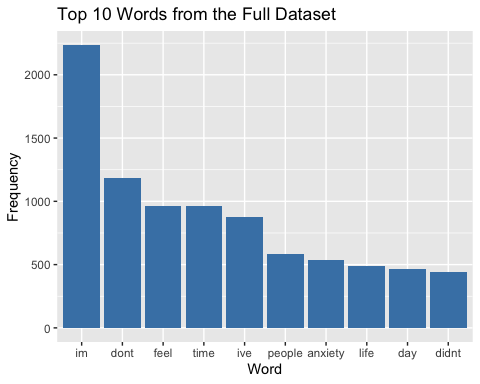 Top 10 Words from the Full Dataset
Frequency
2000
1500
1000
500
0
im dont feel time ive people anxiety life day didnt
Word